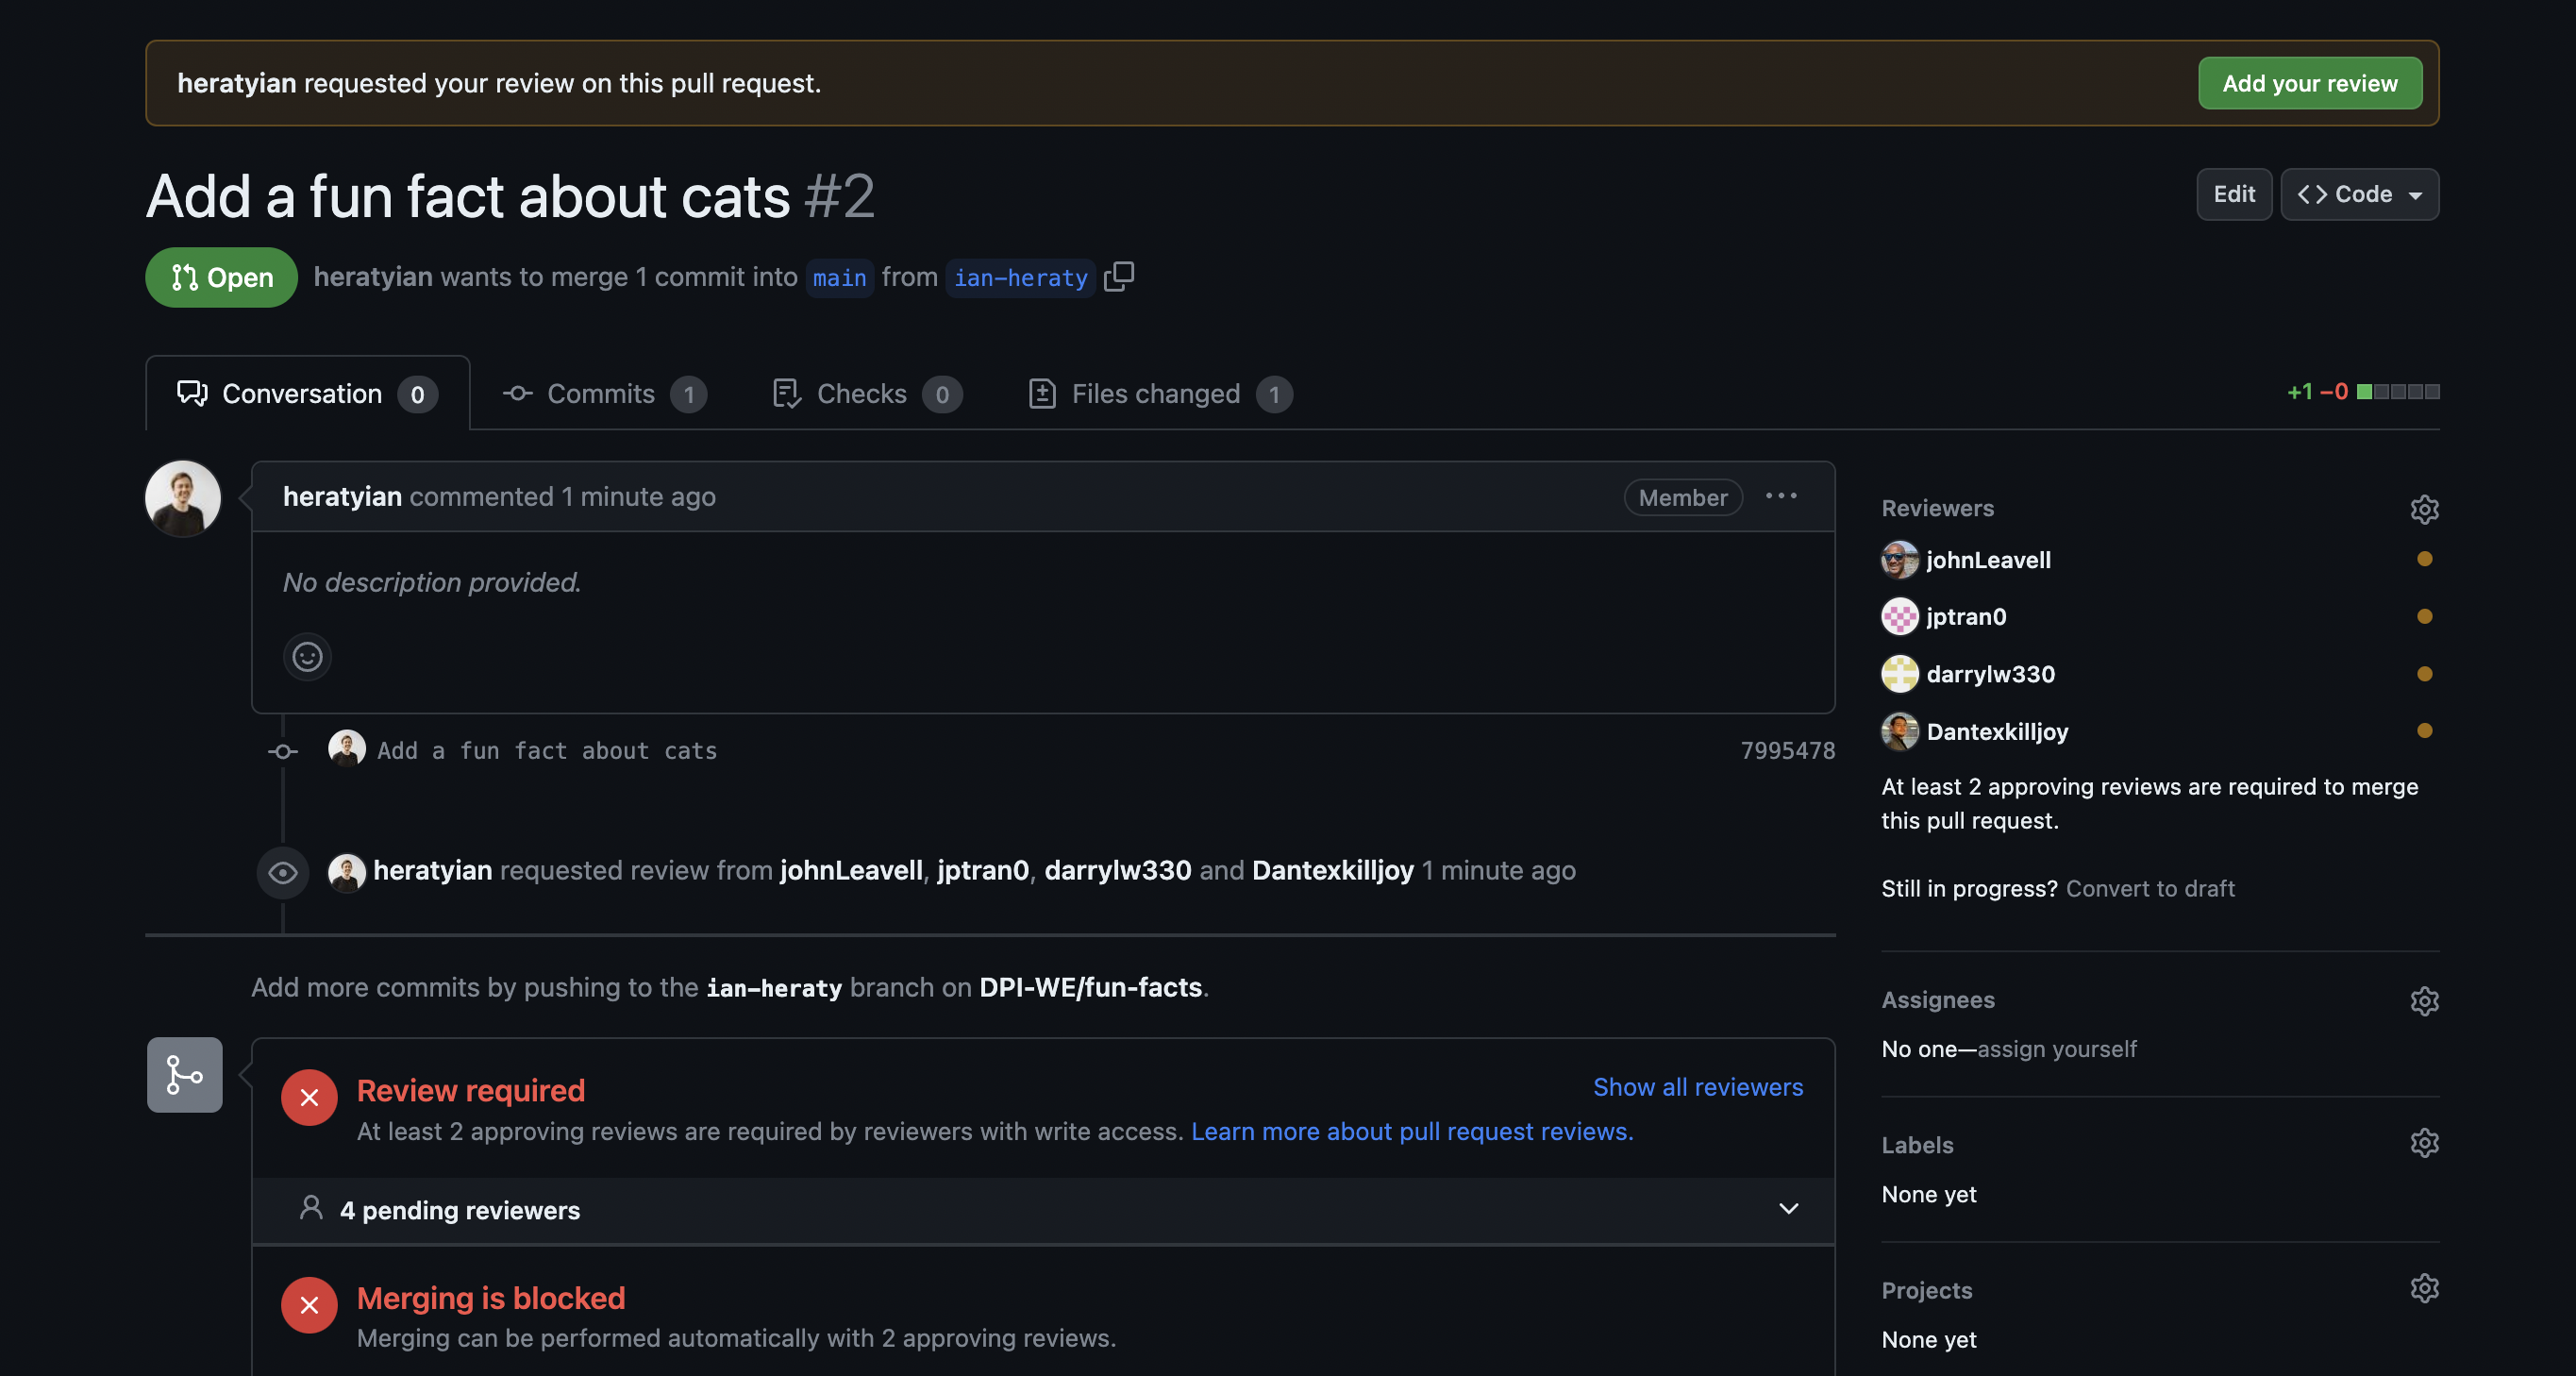 heratyian requested your review on this pull request.
Add your review
Add a fun fact about cats #2
Edit
Code
Open
heratyian wants to merge 1 commit into main from ian-heraty
Conversation 0
Commits 1
Checks 0
Files changed 1
+1 −0
heratyian commented 1 minute ago
Member
No description provided.
Add a fun fact about cats
7995478
heratyian requested review from johnLeavell, jptran0, darrylw330 and Dantexkilljoy 1 minute ago
Add more commits by pushing to the ian-heraty branch on DPI-WE/fun-facts.
Review required
Show all reviewers
At least 2 approving reviews are required by reviewers with write access. Learn more about pull request reviews.
4 pending reviewers
Merging is blocked
Merging can be performed automatically with 2 approving reviews.
Reviewers
johnLeavell
jptran0
darrylw330
Dantexkilljoy
At least 2 approving reviews are required to merge
this pull request.
Still in progress? Convert to draft
Assignees
No one—assign yourself
Labels
None yet
Projects
None yet